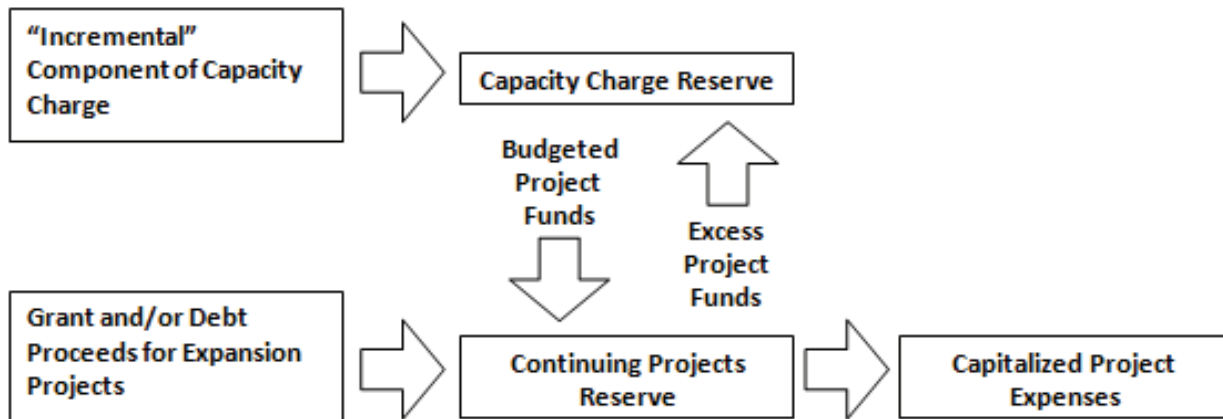 “Incremental”
Component of Capacity
Charge
Capacity Charge Reserve
Budgeted
Project
Funds
Excess
Project
Funds
Grant and/or Debt
Proceeds for Expansion
Projects
Continuing Projects
Reserve
Capitalized Project
Expenses